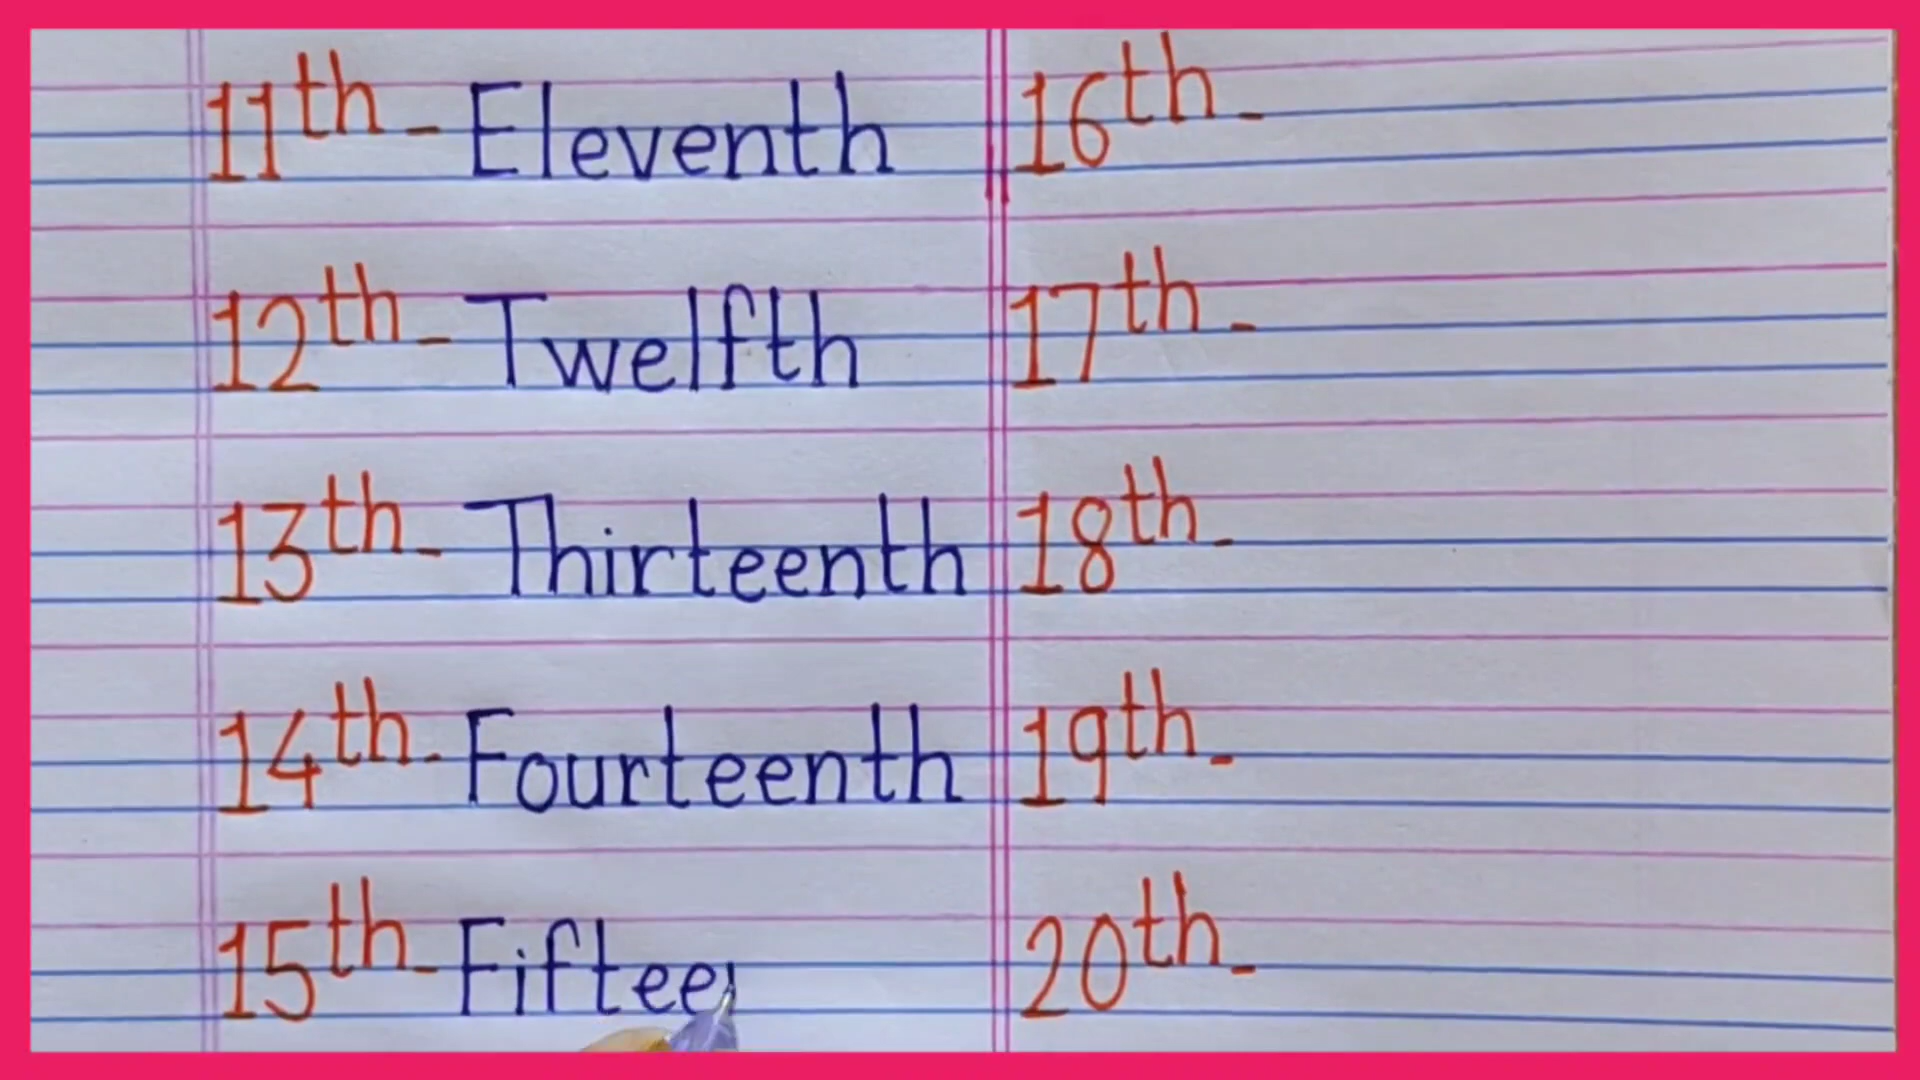 11th - Eleventh
12th - Twelfth
13th - Thirteenth
14th - Fourteenth
15th - Fiftee
16th -
17th -
18th -
19th -
20th -